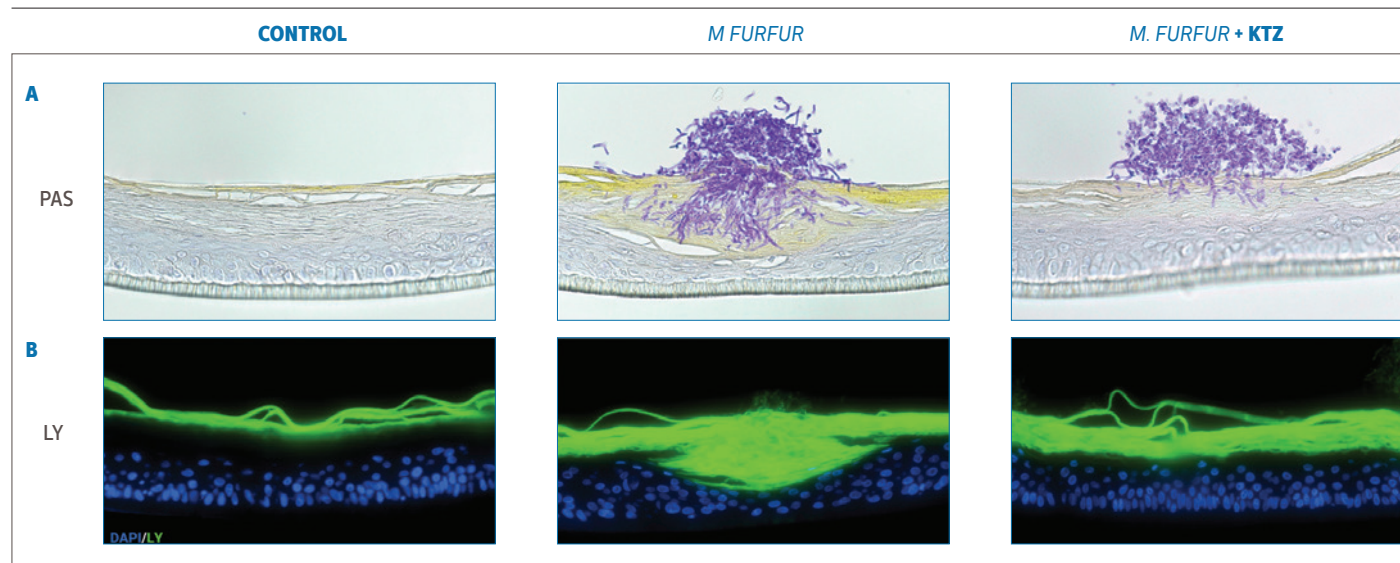 CONTROL
M FURFUR
M. FURFUR + KTZ
A
PAS
B
LY
DAPI/LY